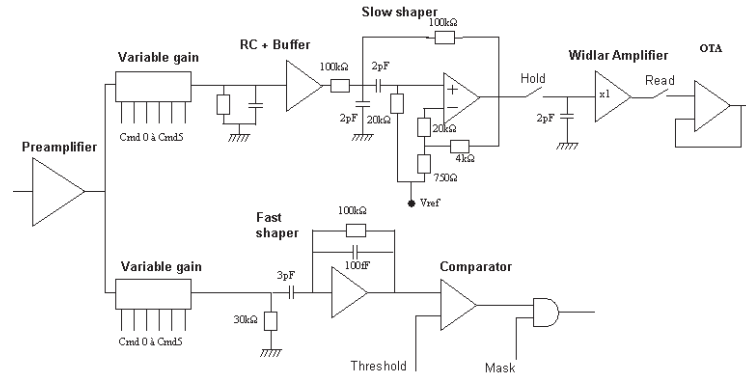 Slow shaper
100kΩ
Variable gain
RC + Buffer
Widlar Amplifier
OTA
100kΩ
2pF
Hold
Read
+
−
x1
Cmd 0 à Cmd5
2pF
20kΩ
20kΩ
4kΩ
2pF
Preamplifier
750Ω
Vref
Fast
shaper
100kΩ
Variable gain
100fF
Comparator
3pF
30kΩ
Cmd 0 à Cmd5
Threshold
Mask